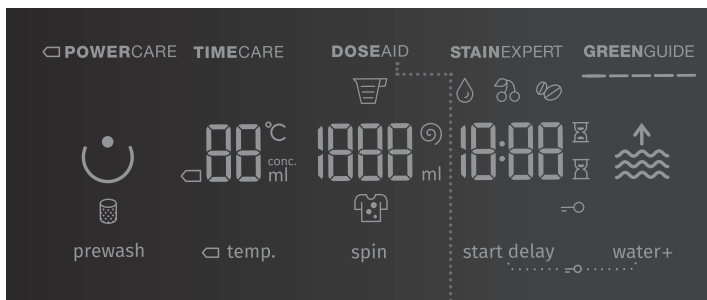 POWERCARE TIMECARE DOSEAID STAINEXPERT GREENGUIDE
88 °C 1888 18:88
conc.
ml ml
prewash temp. spin start delay water+